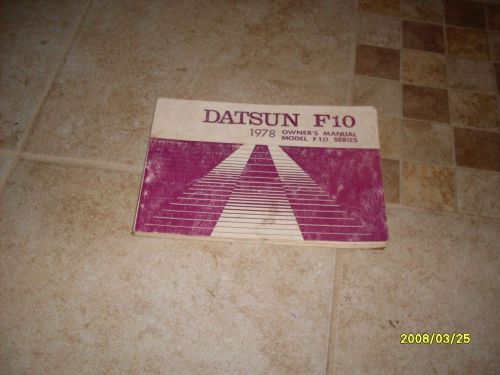 DATSUN F10
1978 OWNER'S MANUAL
MODEL F10 SERIES
2008/03/25